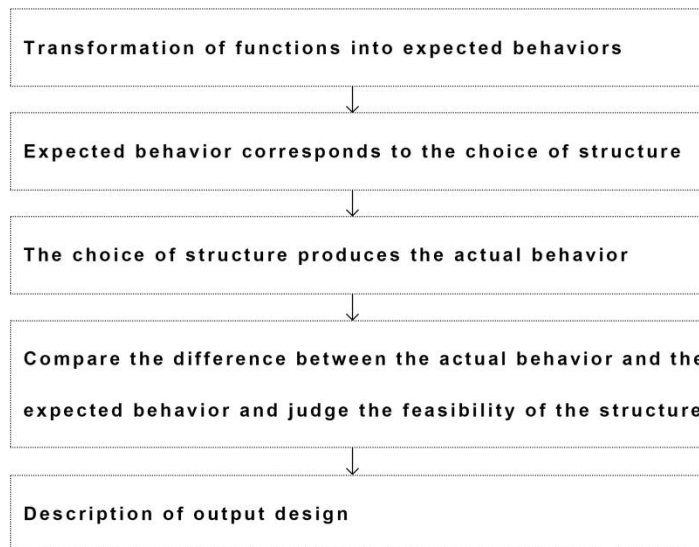 Transformation of functions into expected behaviors
Expected behavior corresponds to the choice of structure
The choice of structure produces the actual behavior
Compare the difference between the actual behavior and the
expected behavior and judge the feasibility of the structure
Description of output design